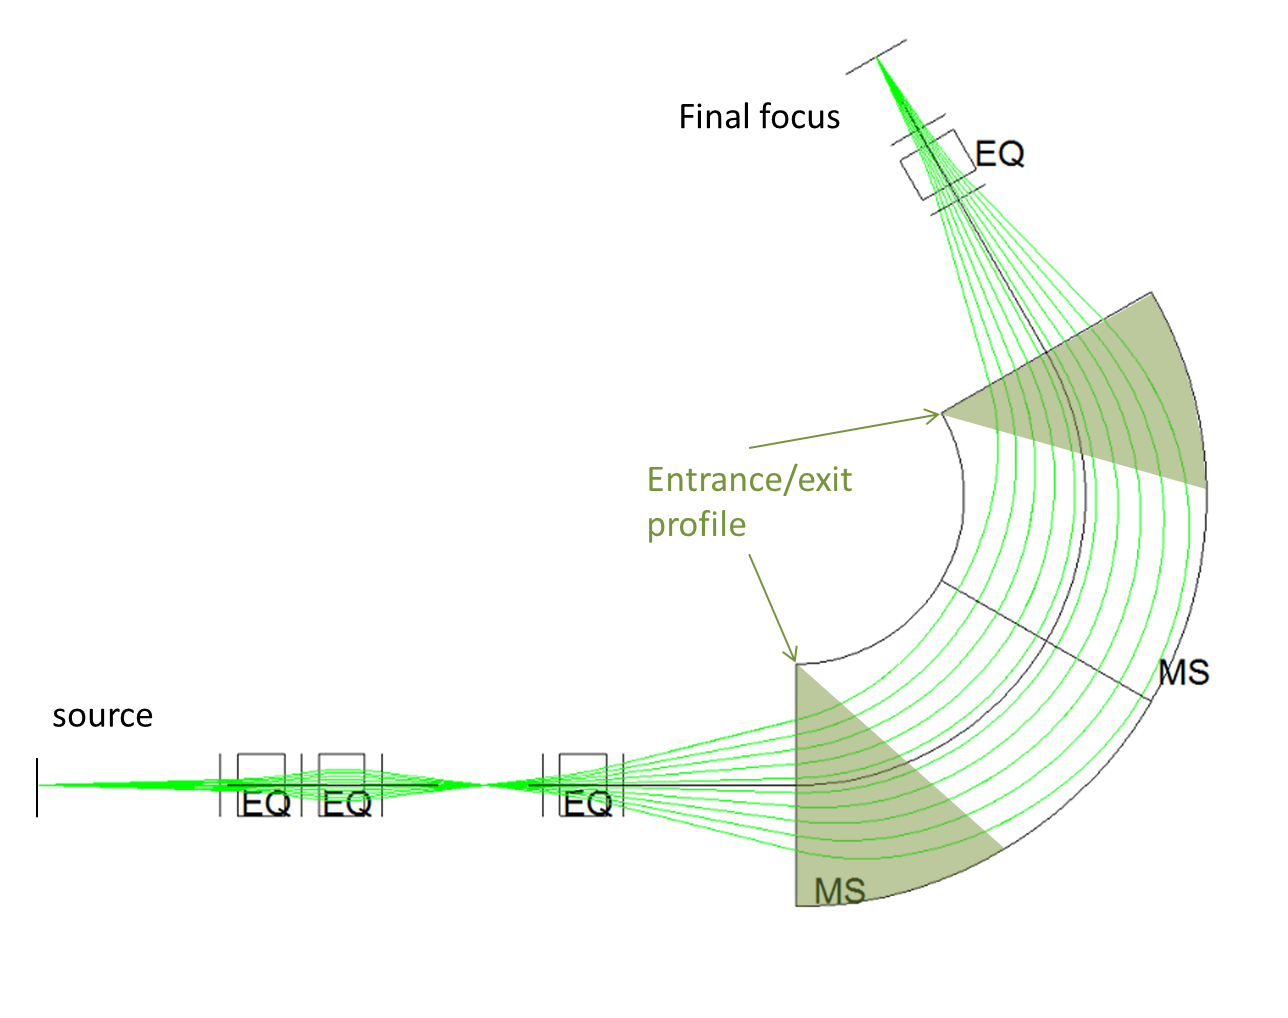 Final focus
EQ
Entrance/exit
profile
MS
source
EQ
EQ
EQ
MS